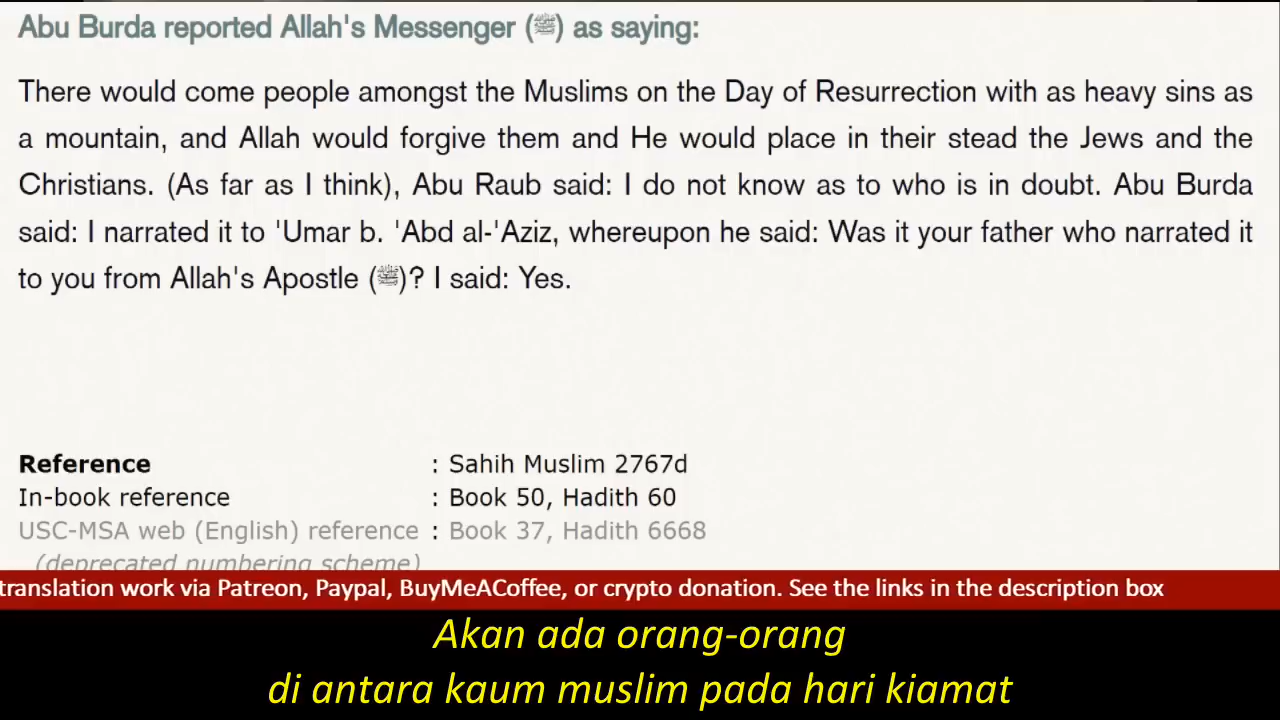 Abu Burda reported Allah's Messenger (ﷺ) as saying:
There would come people amongst the Muslims on the Day of Resurrection with as heavy sins as
a mountain, and Allah would forgive them and He would place in their stead the Jews and the
Christians. (As far as I think), Abu Raub said: I do not know as to who is in doubt. Abu Burda
said: I narrated it to 'Umar b. 'Abd al-'Aziz, whereupon he said: Was it your father who narrated it
to you from Allah's Apostle (ﷺ)? I said: Yes.
Reference : Sahih Muslim 2767d
In-book reference : Book 50, Hadith 60
USC-MSA web (English) reference : Book 37, Hadith 6668
(deprecated numbering scheme)
translation work via Patreon, Paypal, BuyMeACoffee, or crypto donation. See the links in the description box
Akan ada orang-orang
di antara kaum muslim pada hari kiamat